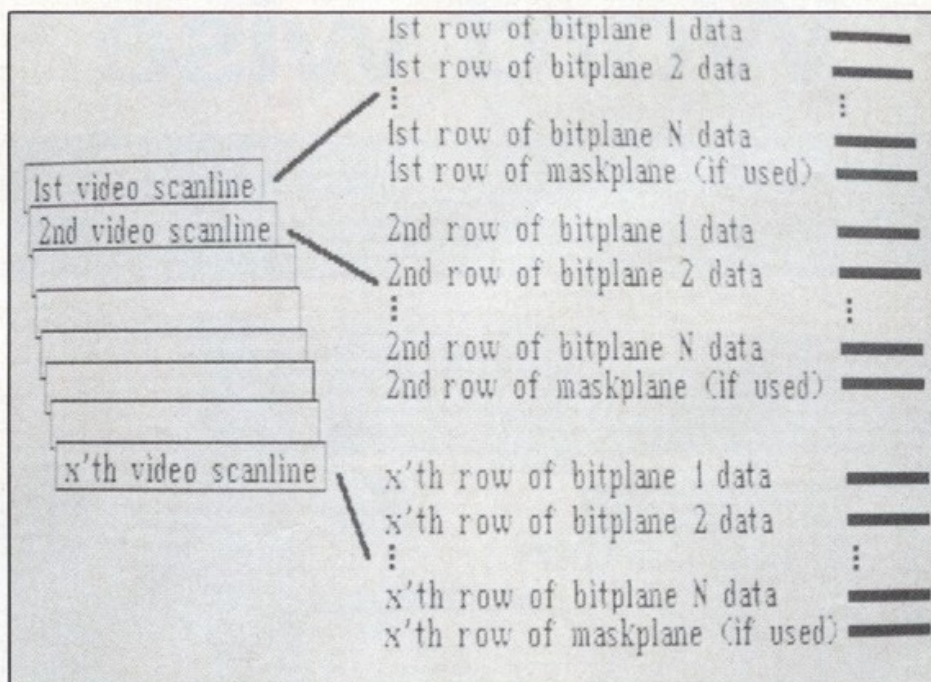 1st row of bitplane 1 data
1st row of bitplane 2 data
⋮
1st row of bitplane N data
1st row of maskplane (if used)
1st video scanline
2nd video scanline
2nd row of bitplane 1 data
2nd row of bitplane 2 data
⋮
2nd row of bitplane N data
2nd row of maskplane (if used)
x'th video scanline
x'th row of bitplane 1 data
x'th row of bitplane 2 data
⋮
x'th row of bitplane N data
x'th row of maskplane (if used)